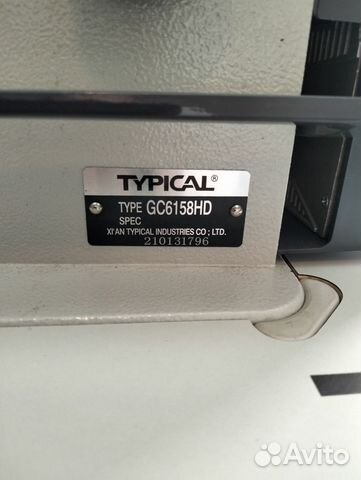 TYPICAL®
TYPE GC6158HD
SPEC
XI'AN TYPICAL INDUSTRIES CO ; LTD.
210131796
Avito